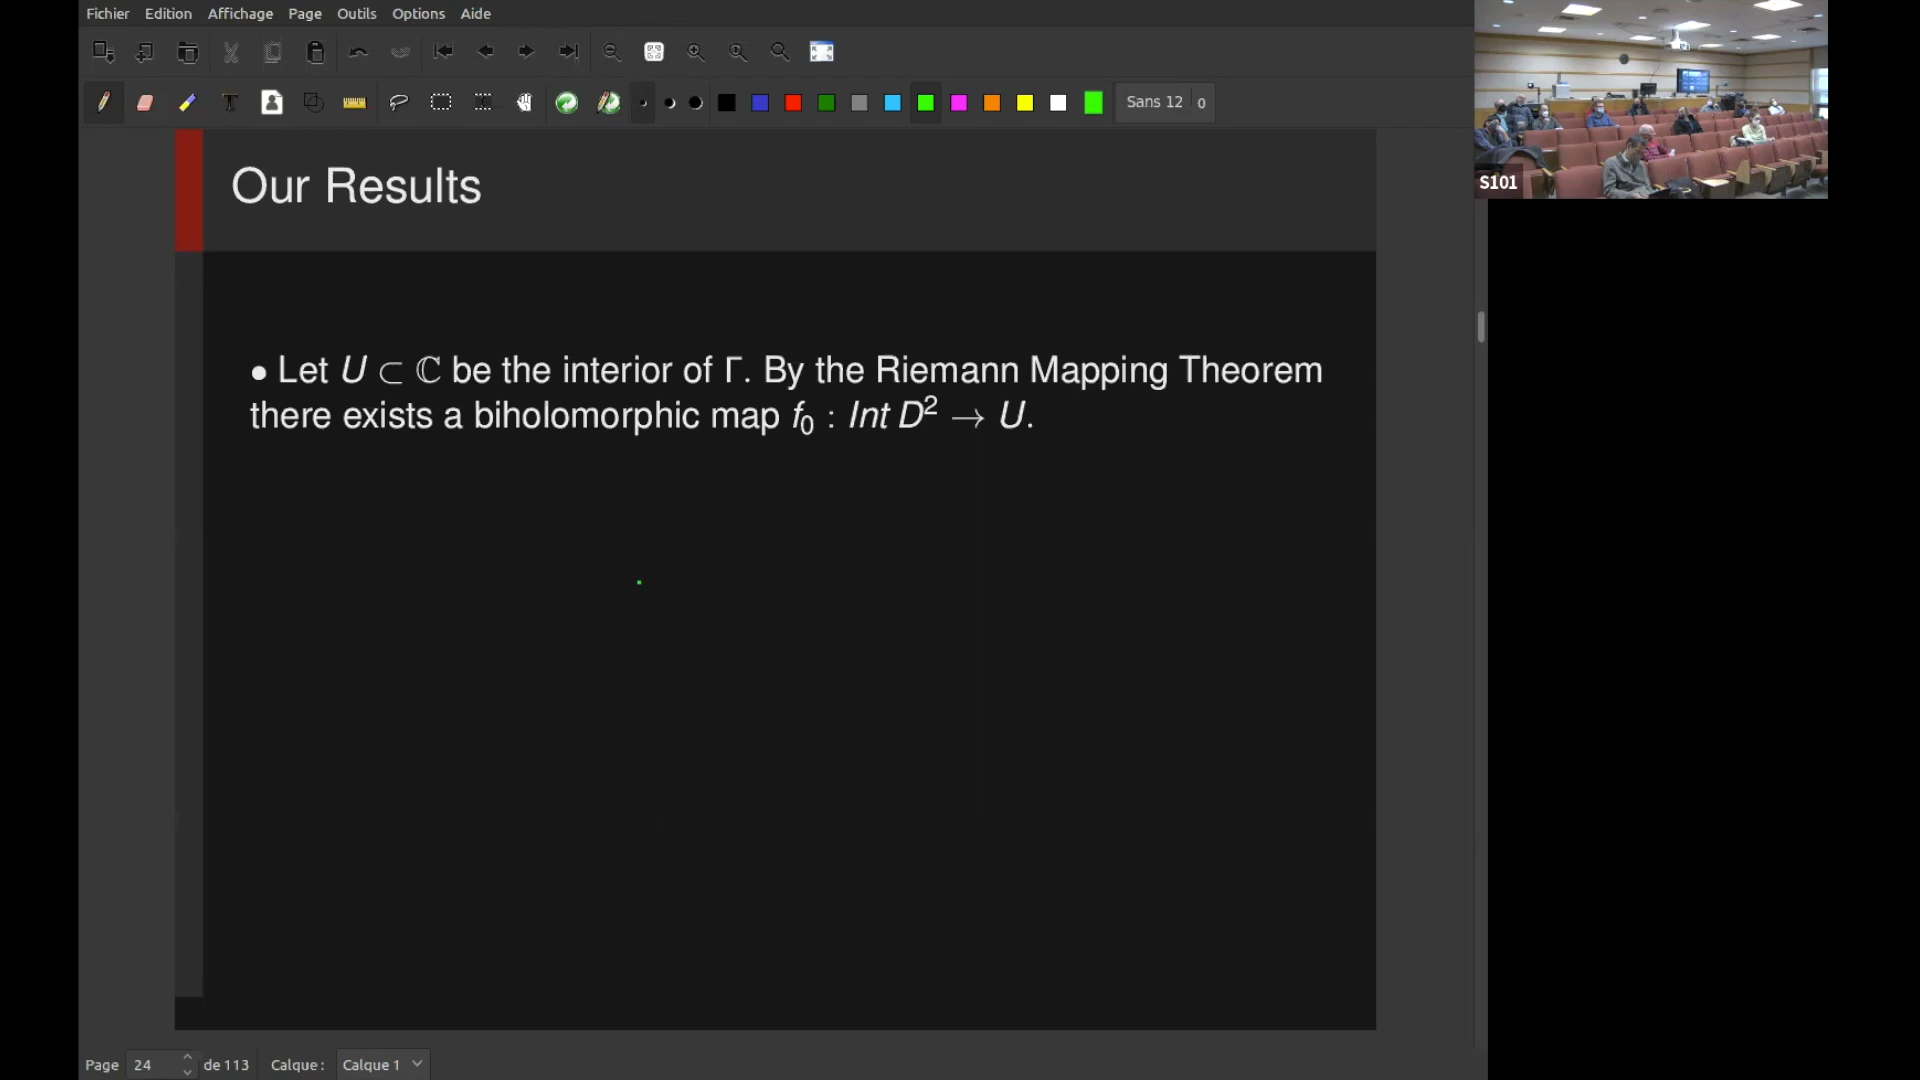 Fichier Edition Affichage Page Outils Options Aide
Sans 12
S101
Our Results
• Let U ⊂ ℂ be the interior of Γ. By the Riemann Mapping Theorem
there exists a biholomorphic map f₀ : Int D² → U.
Page 24 de 113 Calque : Calque 1